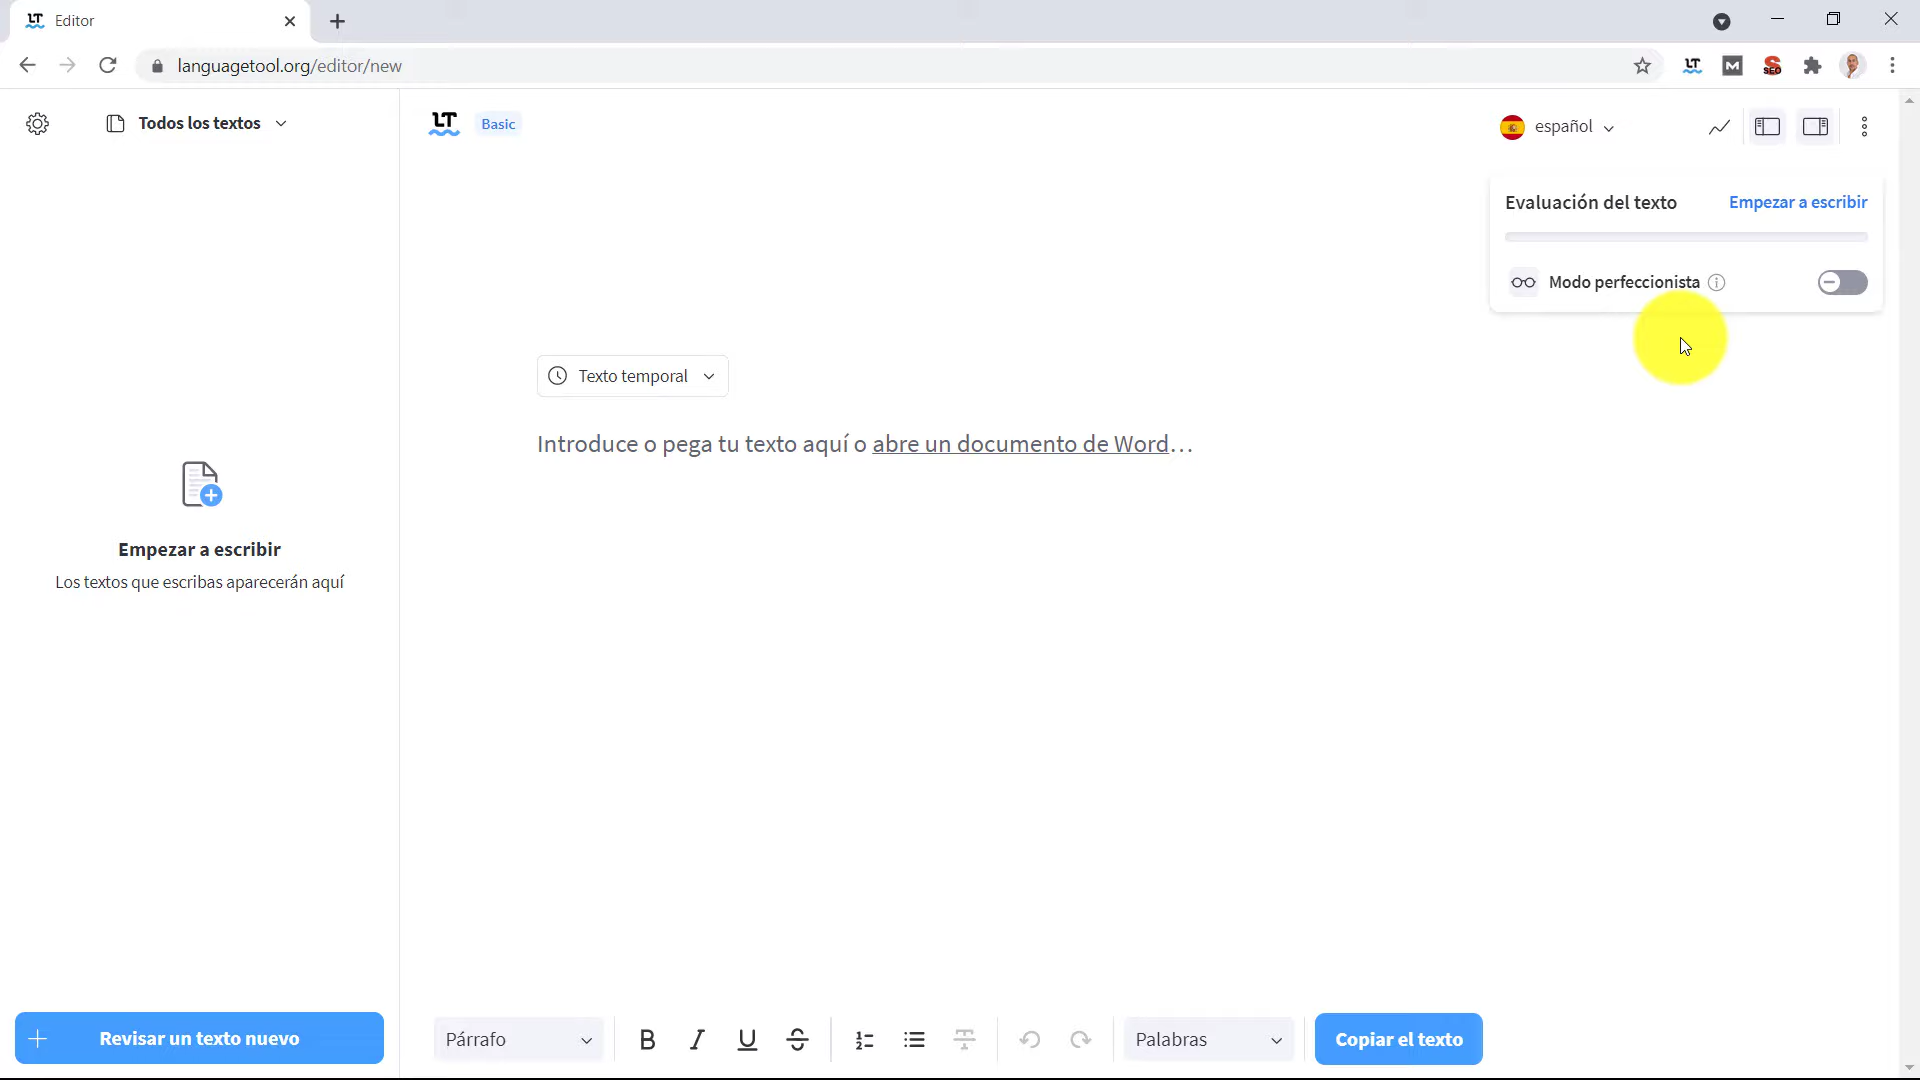 Editor
languagetool.org/editor/new
SEO
Todos los textos
LT
Basic
español
Evaluación del texto
Empezar a escribir
Modo perfeccionista
Texto temporal
Introduce o pega tu texto aquí o abre un documento de Word…
Empezar a escribir
Los textos que escribas aparecerán aquí
Revisar un texto nuevo
Párrafo
B I U S
Palabras
Copiar el texto